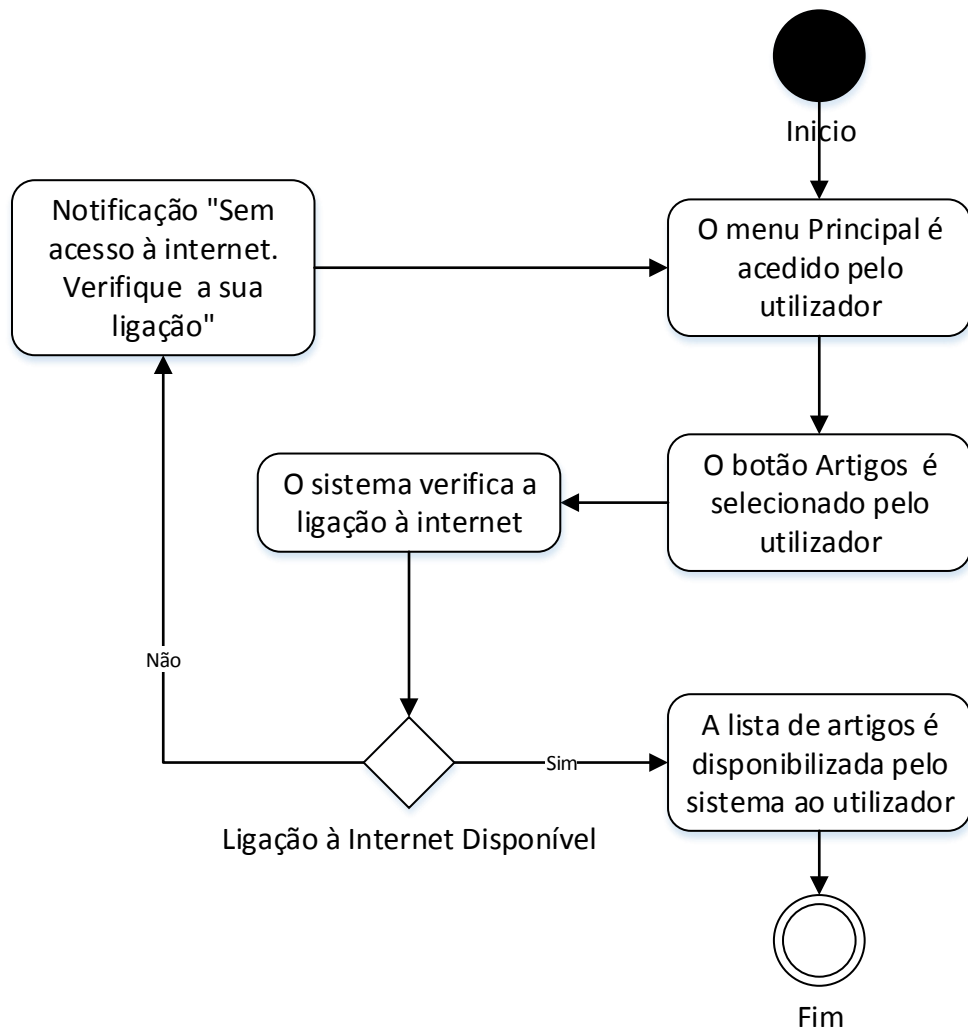 Inicio
Notificação "Sem
acesso à internet.
Verifique  a sua
ligação"
O menu Principal é
acedido pelo
utilizador
O sistema verifica a
ligação à internet
O botão Artigos  é
selecionado pelo
utilizador
Não
Sim
A lista de artigos é
disponibilizada pelo
sistema ao utilizador
Ligação à Internet Disponível
Fim